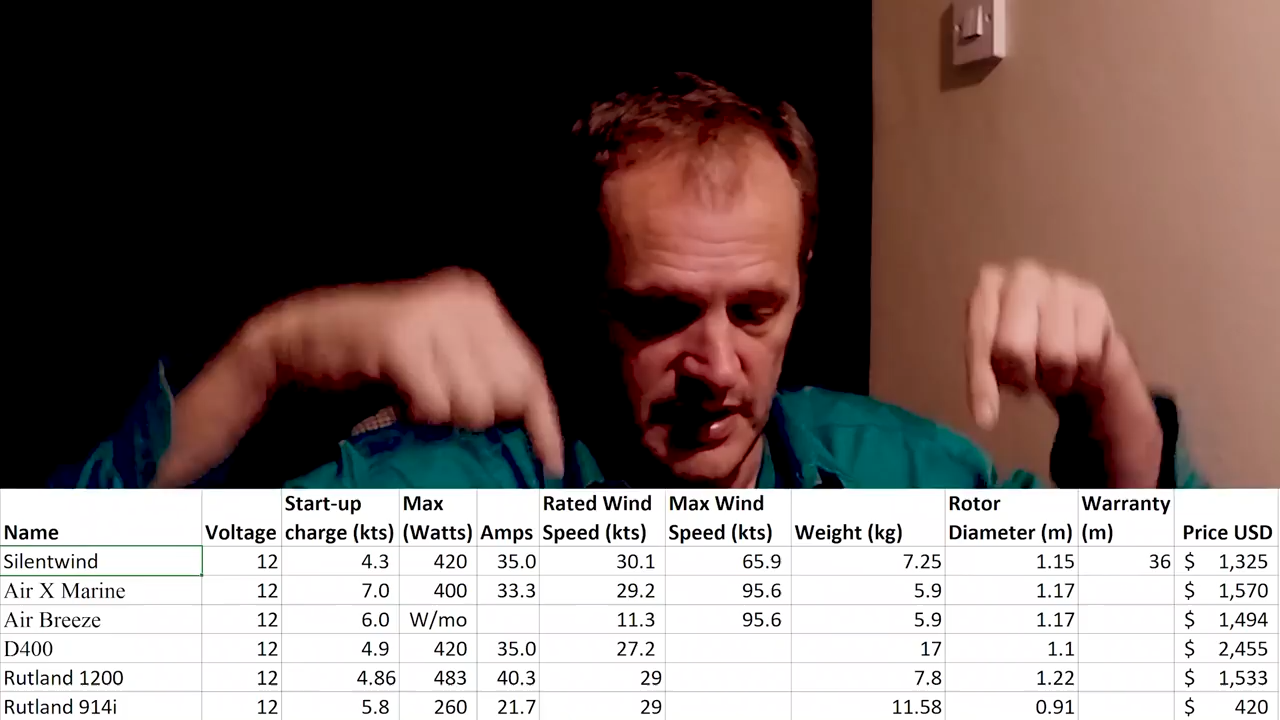 Name Voltage Start-up charge (kts) Max (Watts) Amps Rated Wind Speed (kts) Max Wind Speed (kts) Weight (kg) Rotor Diameter (m) Warranty (m) Price USD
Silentwind 12 4.3 420 35.0 30.1 65.9 7.25 1.15 36 $ 1,325
Air X Marine 12 7.0 400 33.3 29.2 95.6 5.9 1.17 $ 1,570
Air Breeze 12 6.0 W/mo 11.3 95.6 5.9 1.17 $ 1,494
D400 12 4.9 420 35.0 27.2 17 1.1 $ 2,455
Rutland 1200 12 4.86 483 40.3 29 7.8 1.22 $ 1,533
Rutland 914i 12 5.8 260 21.7 29 11.58 0.91 $ 420